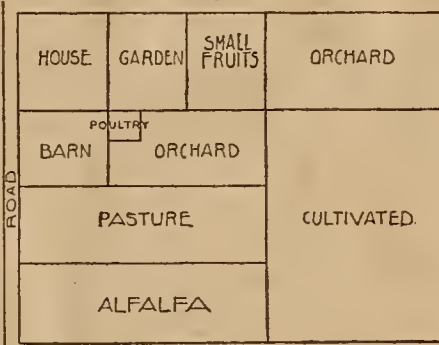 HOUSE
GARDEN
SMALL
FRUITS
ORCHARD
POULTRY
BARN
ORCHARD
ROAD
PASTURE
CULTIVATED.
ALFALFA